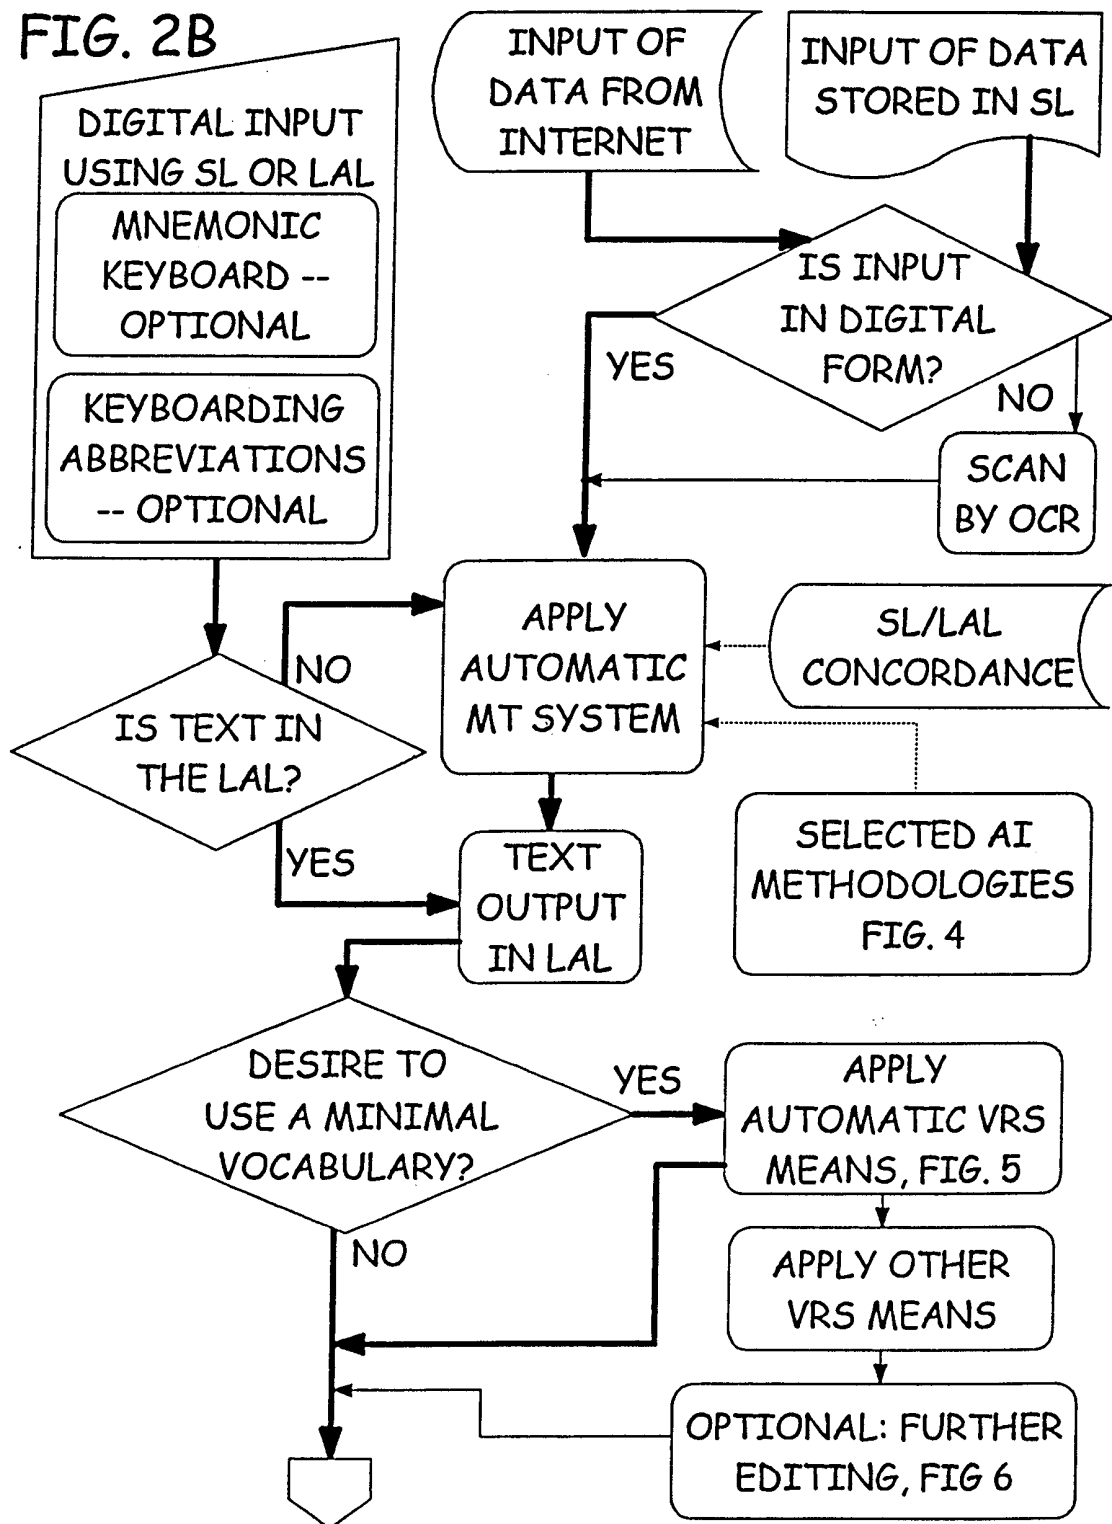 FIG. 2B
DIGITAL INPUT
USING SL OR LAL
MNEMONIC
KEYBOARD --
OPTIONAL
KEYBOARDING
ABBREVIATIONS
-- OPTIONAL
INPUT OF
DATA FROM
INTERNET
INPUT OF DATA
STORED IN SL
IS INPUT
IN DIGITAL
FORM?
YES
NO
SCAN
BY OCR
APPLY
AUTOMATIC
MT SYSTEM
SL/LAL
CONCORDANCE
NO
IS TEXT IN
THE LAL?
YES
SELECTED AI
METHODOLOGIES
FIG. 4
TEXT
OUTPUT
IN LAL
DESIRE TO
USE A MINIMAL
VOCABULARY?
YES
NO
APPLY
AUTOMATIC VRS
MEANS, FIG. 5
APPLY OTHER
VRS MEANS
OPTIONAL: FURTHER
EDITING, FIG 6